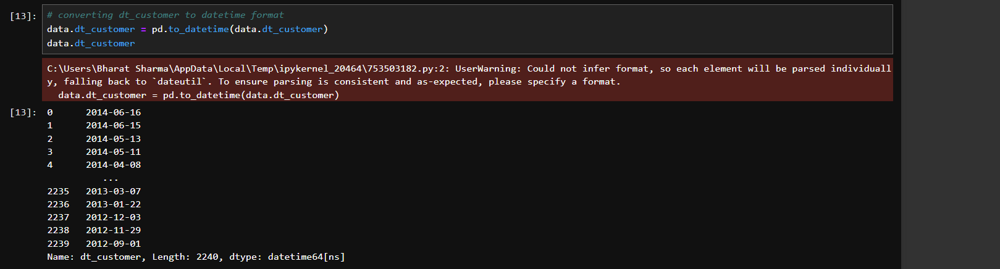 [13]: # converting dt_customer to datetime format
data.dt_customer = pd.to_datetime(data.dt_customer)
data.dt_customer
C:\Users\Bharat Sharma\AppData\Local\Temp\ipykernel_20464\753503182.py:2: UserWarning: Could not infer format, so each element will be parsed individuall
y, falling back to `dateutil`. To ensure parsing is consistent and as-expected, please specify a format.
data.dt_customer = pd.to_datetime(data.dt_customer)
[13]: 0 2014-06-16
1 2014-06-15
2 2014-05-13
3 2014-05-11
4 2014-04-08
...
2235 2013-03-07
2236 2013-01-22
2237 2012-12-03
2238 2012-11-29
2239 2012-09-01
Name: dt_customer, Length: 2240, dtype: datetime64[ns]